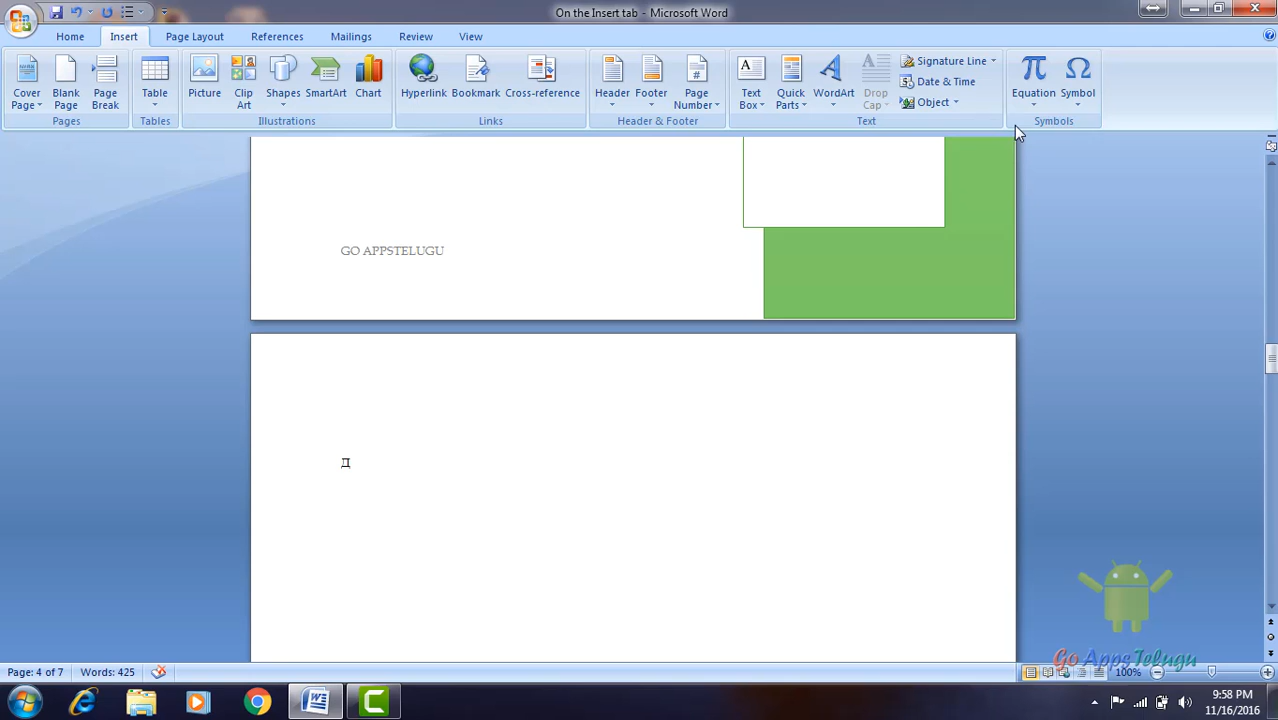 On the Insert tab - Microsoft Word
Home Insert Page Layout References Mailings Review View
Cover Page
Blank Page
Page Break
Table
Picture
Clip Art
Shapes
SmartArt
Chart
Hyperlink
Bookmark
Cross-reference
Header
Footer
Page Number
Text Box
Quick Parts
WordArt
Drop Cap
Signature Line
Date & Time
Object
Equation
Symbol
Pages Tables Illustrations Links Header & Footer Text Symbols
GO APPSTELUGU
Д
Go AppsTelugu
Page: 4 of 7 Words: 425 100%
9:58 PM
11/16/2016